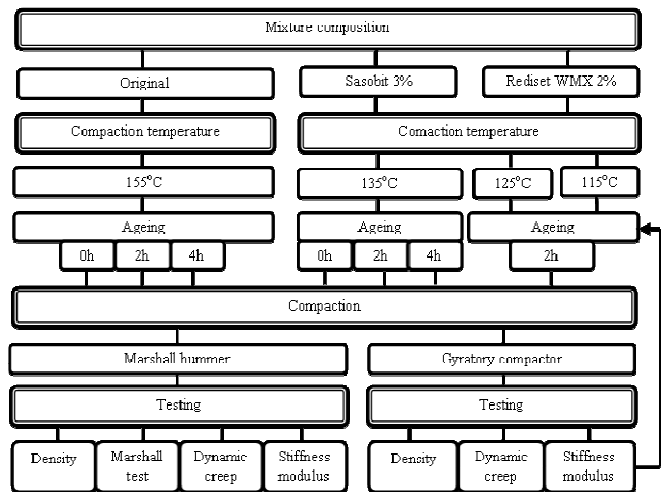 Mixture composition
Original
Sasobit 3%
Rediset WMX 2%
Compaction temperature
Comaction temperature
155°C
135°C
125°C
115°C
Ageing
Ageing
Ageing
0h
2h
4h
0h
2h
4h
2h
Compaction
Marshall hummer
Gyratory compactor
Testing
Testing
Density
Marshall
test
Dynamic
creep
Stiffness
modulus
Density
Dynamic
creep
Stiffness
modulus